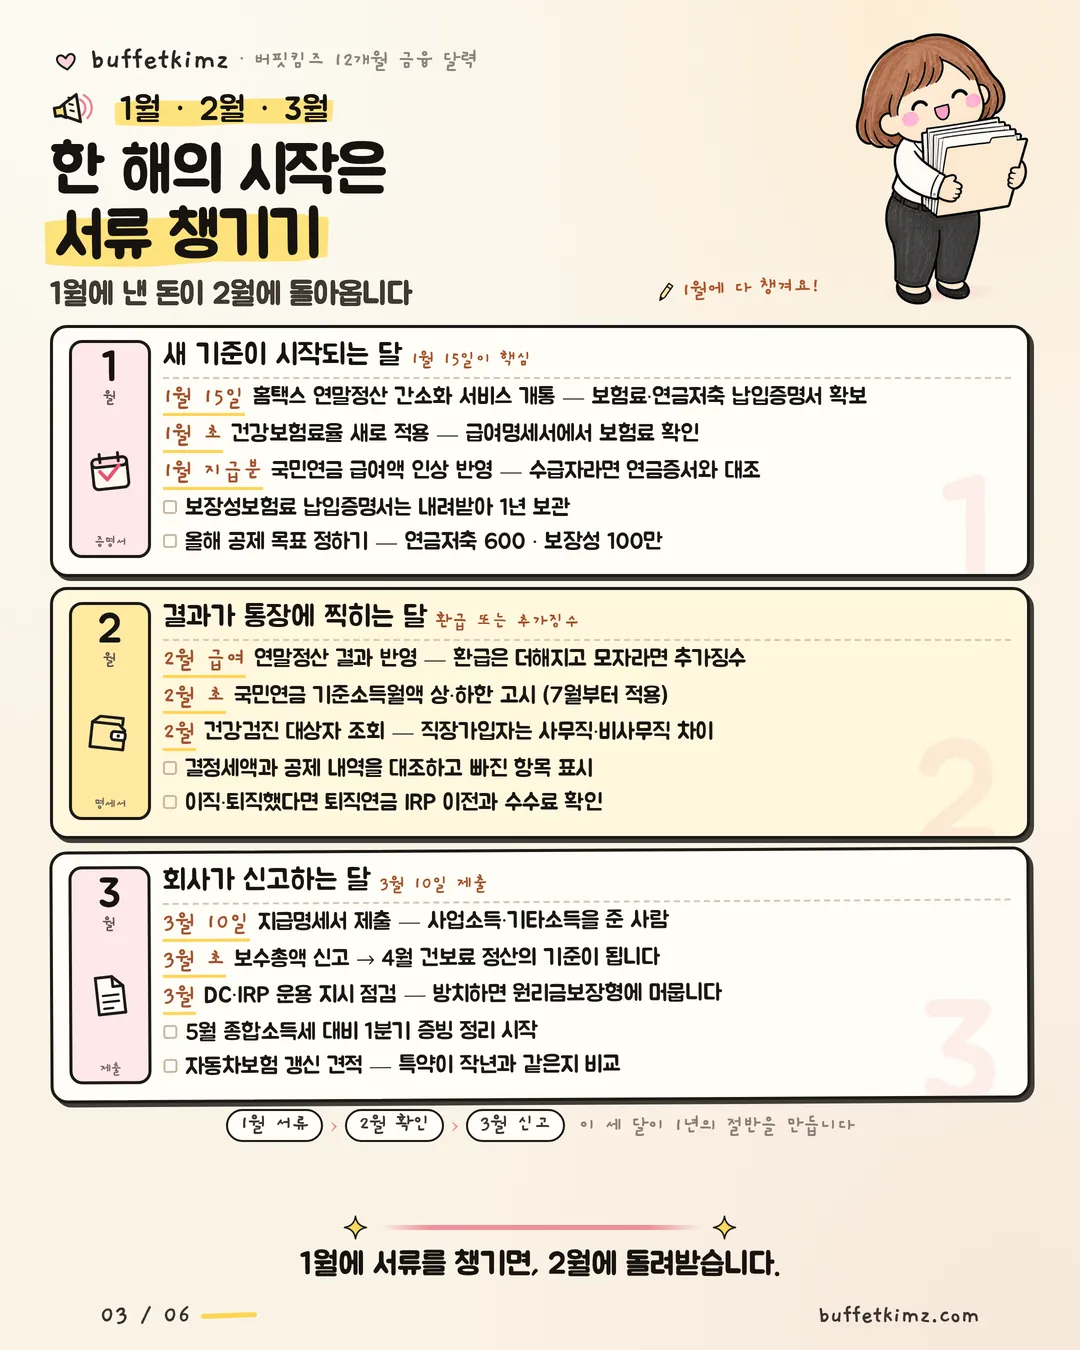 buffetkimz · 버핏킴즈 12개월 금융 달력
1월 · 2월 · 3월
한 해의 시작은
서류 챙기기
1월에 낸 돈이 2월에 돌아옵니다
1월에 다 챙겨요!
1
월
증명서
새 기준이 시작되는 달 1월 15일이 핵심
1월 15일 홈택스 연말정산 간소화 서비스 개통 — 보험료·연금저축 납입증명서 확보
1월 초 건강보험료율 새로 적용 — 급여명세서에서 보험료 확인
1월 지급분 국민연금 급여액 인상 반영 — 수급자라면 연금증서와 대조
보장성보험료 납입증명서는 내려받아 1년 보관
올해 공제 목표 정하기 — 연금저축 600 · 보장성 100만
1
2
월
명세서
결과가 통장에 찍히는 달 환급 또는 추가징수
2월 급여 연말정산 결과 반영 — 환급은 더해지고 모자라면 추가징수
2월 초 국민연금 기준소득월액 상·하한 고시 (7월부터 적용)
2월 건강검진 대상자 조회 — 직장가입자는 사무직·비사무직 차이
결정세액과 공제 내역을 대조하고 빠진 항목 표시
이직·퇴직했다면 퇴직연금 IRP 이전과 수수료 확인
2
3
월
제출
회사가 신고하는 달 3월 10일 제출
3월 10일 지급명세서 제출 — 사업소득·기타소득을 준 사람
3월 초 보수총액 신고 → 4월 건보료 정산의 기준이 됩니다
3월 DC·IRP 운용 지시 점검 — 방치하면 원리금보장형에 머뭅니다
5월 종합소득세 대비 1분기 증빙 정리 시작
자동차보험 갱신 견적 — 특약이 작년과 같은지 비교
3
1월 서류 › 2월 확인 › 3월 신고 이 세 달이 1년의 절반을 만듭니다
1월에 서류를 챙기면, 2월에 돌려받습니다.
03 / 06
buffetkimz.com